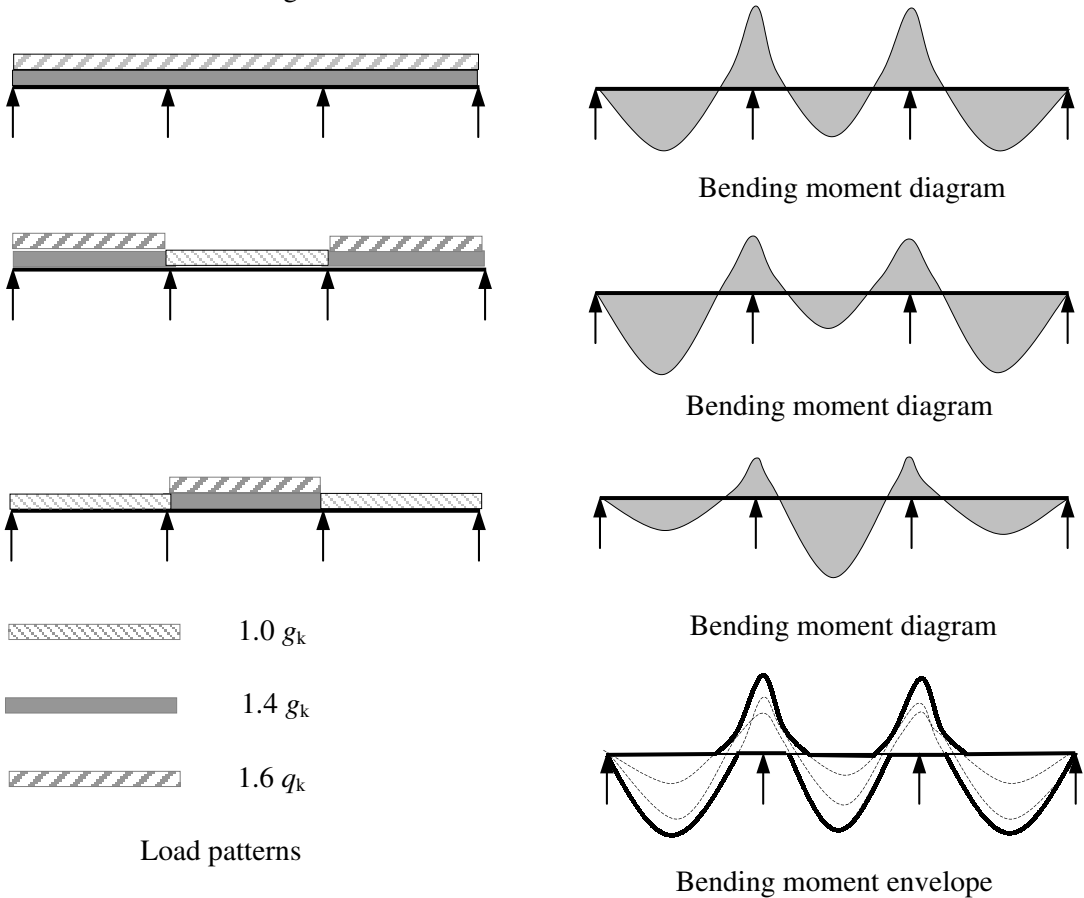 Bending moment diagram
Bending moment diagram
Bending moment diagram
1.0 gk
1.4 gk
1.6 qk
Load patterns
Bending moment envelope